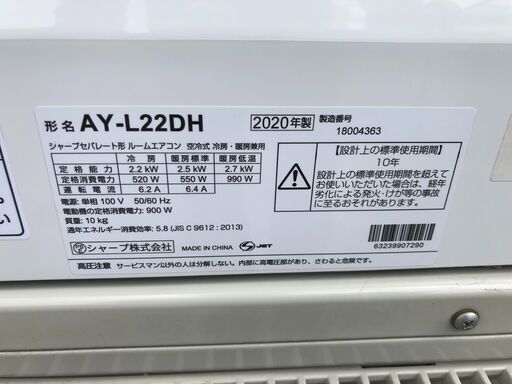 形名 AY-L22DH 2020年製 製造番号 18004363
シャープセパレート形 ルームエアコン 空冷式 冷房・暖房兼用
冷房 暖房標準 暖房低温
定格能力 2.2 kW 2.5 kW 2.7 kW
定格消費電力 520 W 550 W 990 W
運転電流 6.2 A 6.4 A
電源: 単相 100 V 50/60 Hz
電動機の定格消費電力: 900 W
質量: 10 kg
通年エネルギー消費効率: 5.8 (JIS C 9612 : 2013)
シャープ株式会社 MADE IN CHINA JET
【設計上の標準使用期間】
10年
設計上の標準使用期間を超えて
お使いいただいた場合は、経年
劣化による発火・けが等の事故
に至るおそれがあります。
63239907290
高圧注意 サービスマン以外の人は分解しない。内部に高電圧部があり、さわると危険。